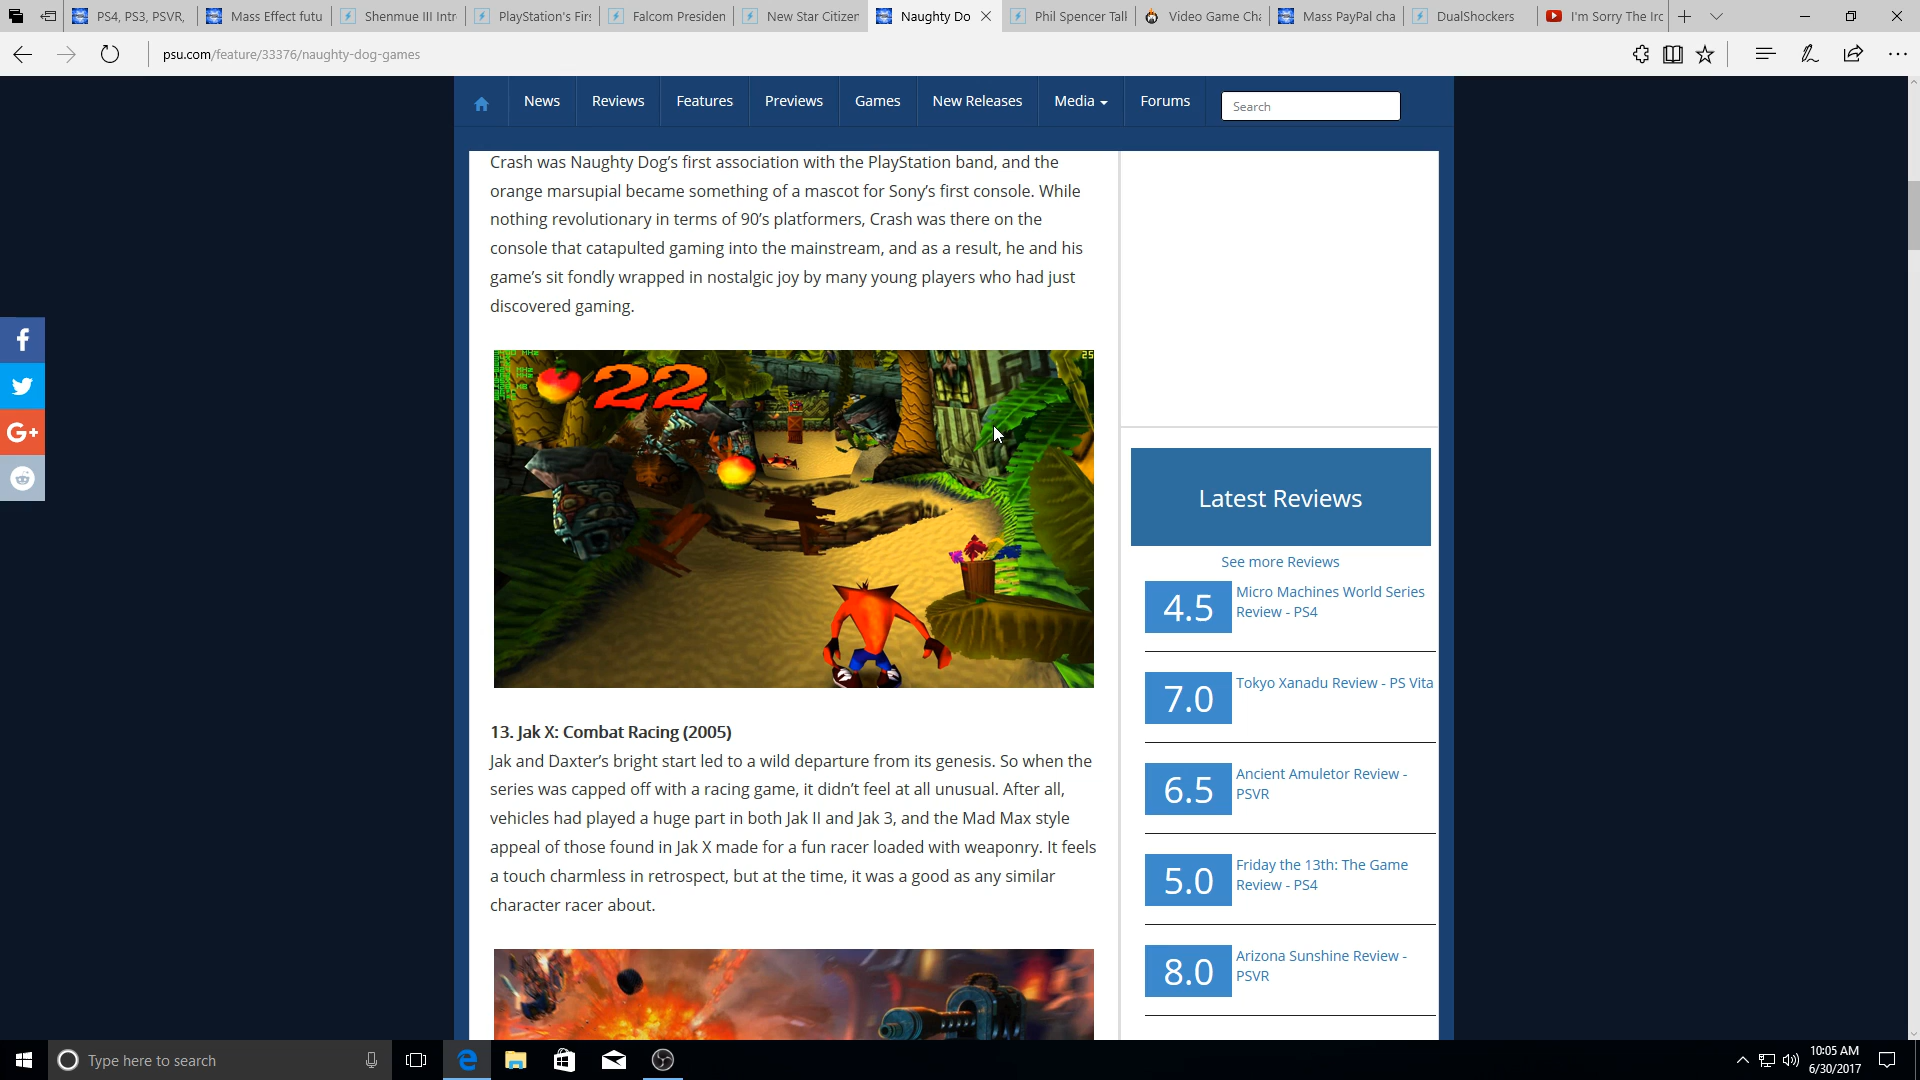 PS4, PS3, PSVR,
Mass Effect futu
Shenmue III Intr
PlayStation's Firs
Falcom Presiden
New Star Citizen
Naughty Do
Phil Spencer Talk
Video Game Cha
Mass PayPal cha
DualShockers
I'm Sorry The Iro
psu.com/feature/33376/naughty-dog-games
News
Reviews
Features
Previews
Games
New Releases
Media
Forums
Search
Crash was Naughty Dog’s first association with the PlayStation band, and the
orange marsupial became something of a mascot for Sony’s first console. While
nothing revolutionary in terms of 90’s platformers, Crash was there on the
console that catapulted gaming into the mainstream, and as a result, he and his
game’s sit fondly wrapped in nostalgic joy by many young players who had just
discovered gaming.
22
25
13. Jak X: Combat Racing (2005)
Jak and Daxter’s bright start led to a wild departure from its genesis. So when the
series was capped off with a racing game, it didn’t feel at all unusual. After all,
vehicles had played a huge part in both Jak II and Jak 3, and the Mad Max style
appeal of those found in Jak X made for a fun racer loaded with weaponry. It feels
a touch charmless in retrospect, but at the time, it was a good as any similar
character racer about.
Latest Reviews
See more Reviews
4.5
Micro Machines World Series
Review - PS4
7.0
Tokyo Xanadu Review - PS Vita
6.5
Ancient Amuletor Review -
PSVR
5.0
Friday the 13th: The Game
Review - PS4
8.0
Arizona Sunshine Review -
PSVR
G+
Type here to search
10:05 AM
6/30/2017